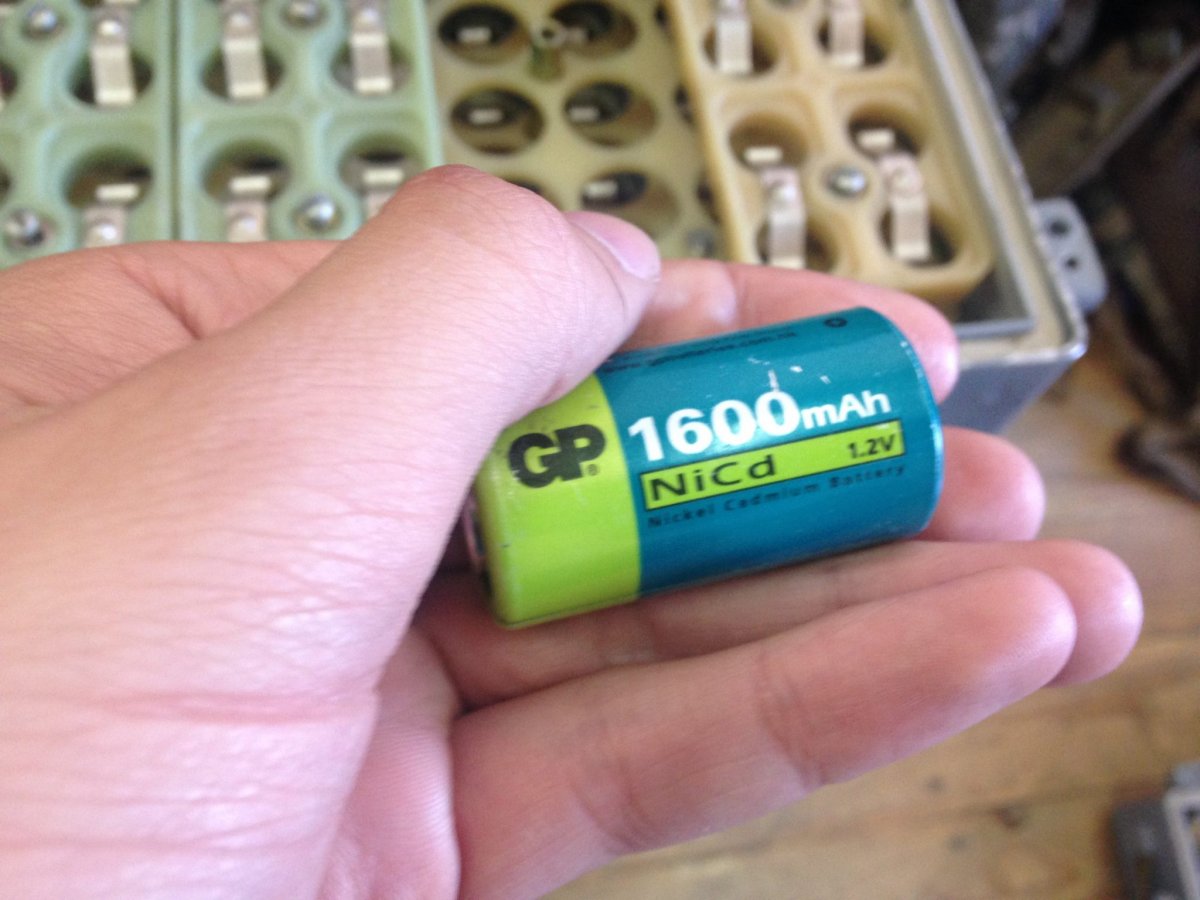 GP®
1600mAh
NiCd 1.2V
Nickel Cadmium Battery